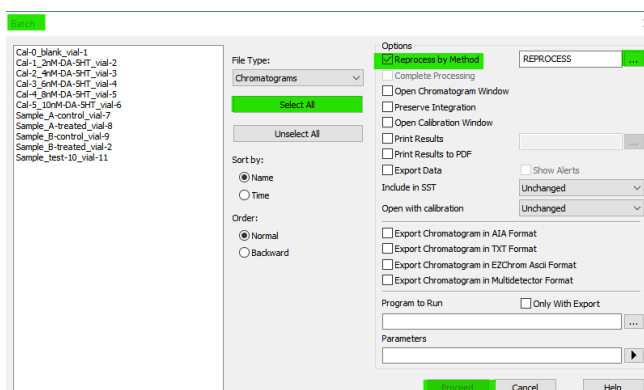 Batch
Cal-0_blank_vial-1
Cal-1_2nM-DA-5HT_vial-2
Cal-2_4nM-DA-5HT_vial-3
Cal-3_6nM-DA-5HT_vial-4
Cal-4_8nM-DA-5HT_vial-5
Cal-5_10nM-DA-5HT_vial-6
Sample_A-control_vial-7
Sample_A-treated_vial-8
Sample_B-control_vial-9
Sample_B-treated_vial-2
Sample_test-10_vial-11
File Type:
Chromatograms
Select All
Unselect All
Sort by:
Name
Time
Order:
Normal
Backward
Options
Reprocess by Method REPROCESS ...
Complete Processing
Open Chromatogram Window
Preserve Integration
Open Calibration Window
Print Results ...
Print Results to PDF
Export Data Show Alerts
Include in SST Unchanged
Open with calibration Unchanged
Export Chromatogram in AIA Format
Export Chromatogram in TXT Format
Export Chromatogram in EZChrom Ascii Format
Export Chromatogram in Multidetector Format
Program to Run Only With Export
...
Parameters
Proceed Cancel Help